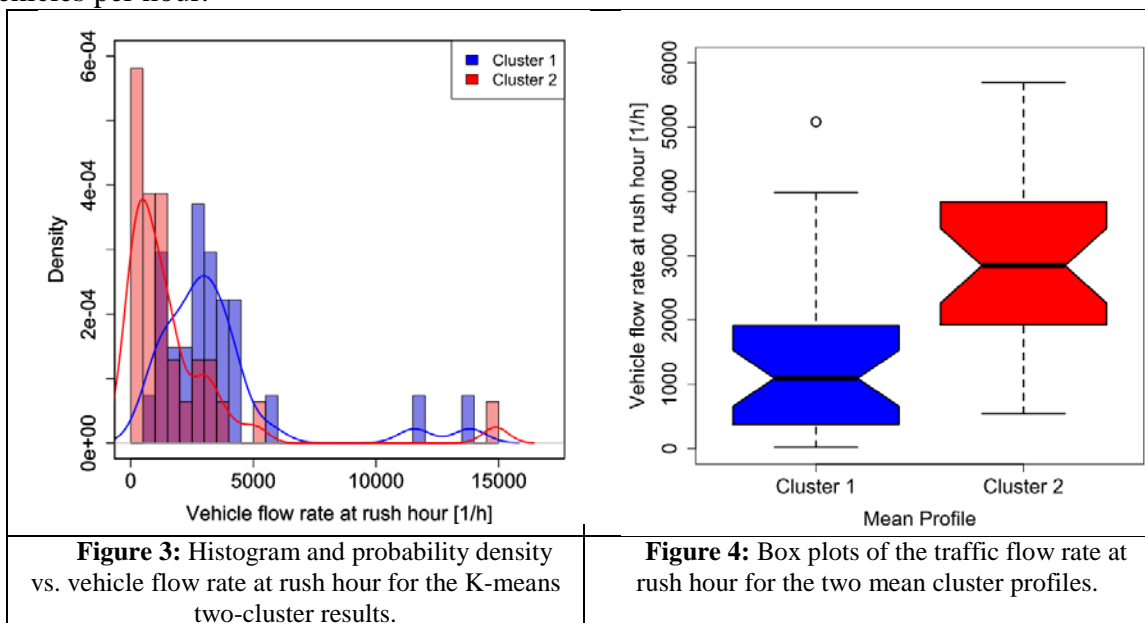 vehicles per hour.
6e-04
4e-04
2e-04
0e+00
Density
Cluster 1
Cluster 2
0
5000
10000
15000
Vehicle flow rate at rush hour [1/h]
Figure 3: Histogram and probability density
vs. vehicle flow rate at rush hour for the K-means
two-cluster results.
Vehicle flow rate at rush hour [1/h]
6000
5000
4000
3000
2000
1000
0
Cluster 1
Cluster 2
Mean Profile
Figure 4: Box plots of the traffic flow rate at
rush hour for the two mean cluster profiles.